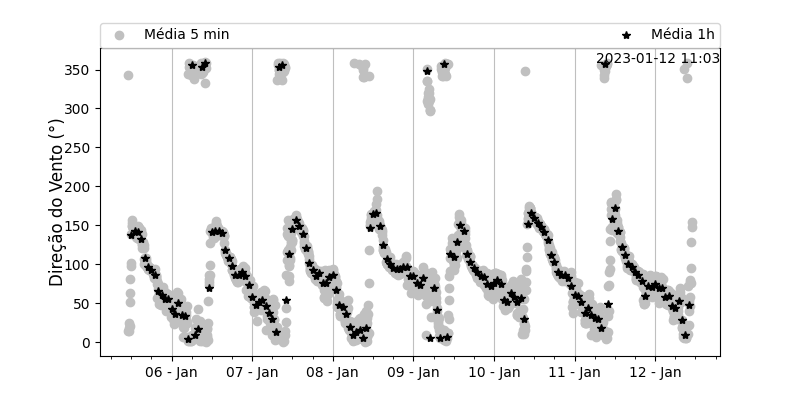 Média 5 min
Média 1h
2023-01-12 11:03
Direção do Vento (°)
350
300
250
200
150
100
50
0
06 - Jan
07 - Jan
08 - Jan
09 - Jan
10 - Jan
11 - Jan
12 - Jan